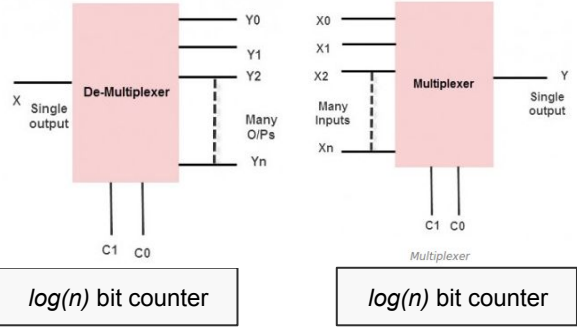 Y0
Y1
Y2
X
Single
output
De-Multiplexer
Many
O/Ps
Yn
C1 C0
log(n) bit counter
X0
X1
X2
Many
Inputs
Xn
Multiplexer
Y
Single
output
C1 C0
Multiplexer
log(n) bit counter